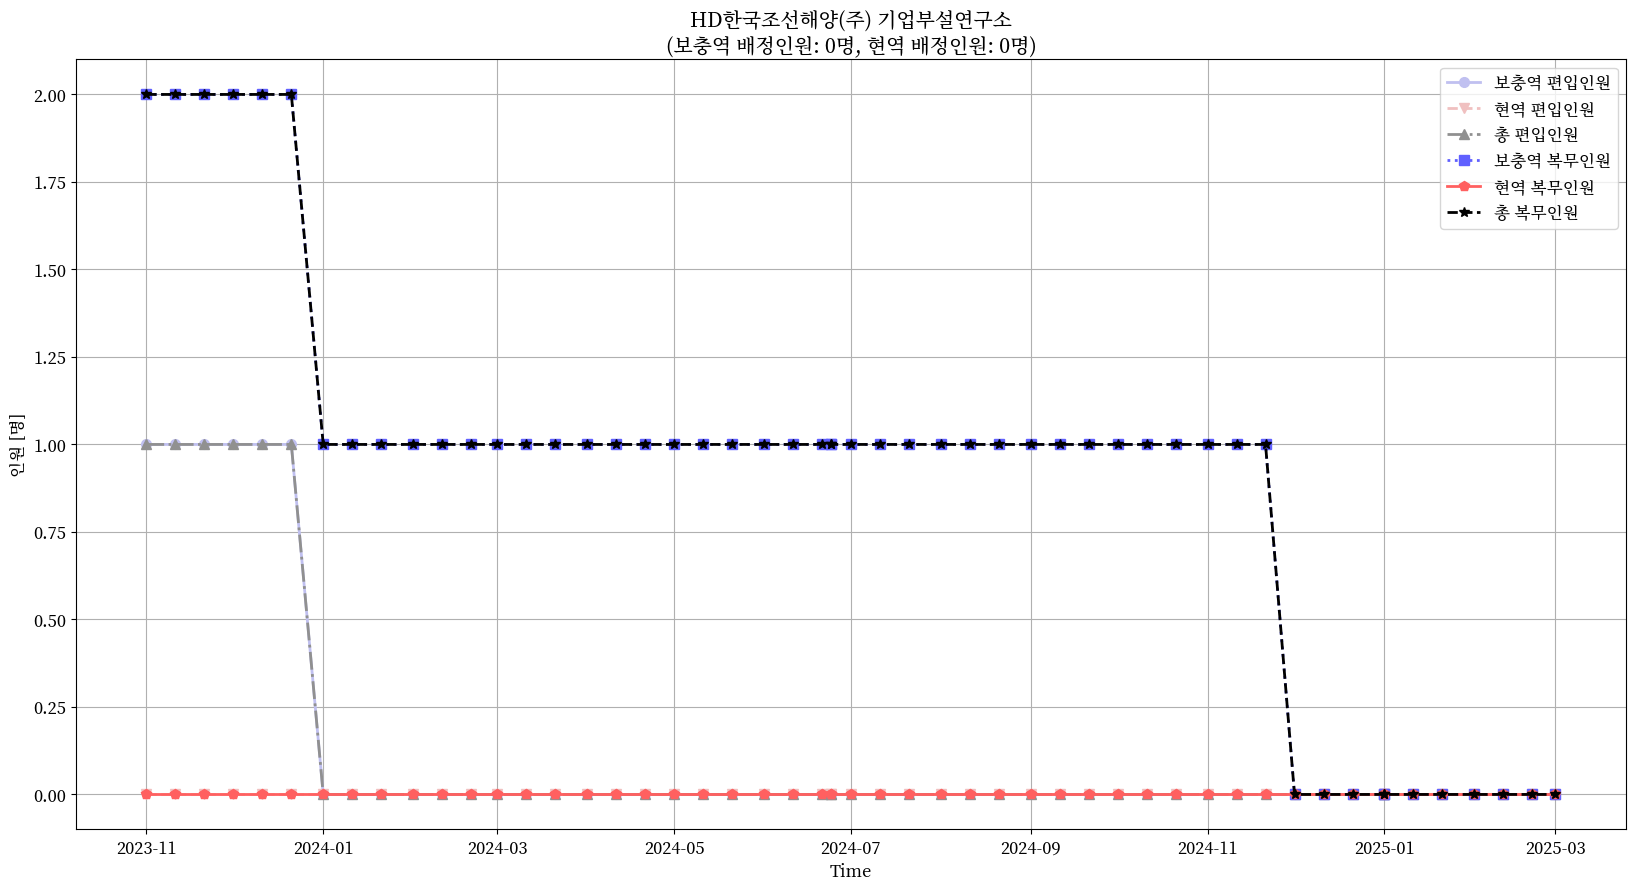 HD한국조선해양(주) 기업부설연구소
(보충역 배정인원: 0명, 현역 배정인원: 0명)
보충역 편입인원
현역 편입인원
총 편입인원
보충역 복무인원
현역 복무인원
총 복무인원
인원 [명]
2.00
1.75
1.50
1.25
1.00
0.75
0.50
0.25
0.00
2023-11
2024-01
2024-03
2024-05
2024-07
2024-09
2024-11
2025-01
2025-03
Time